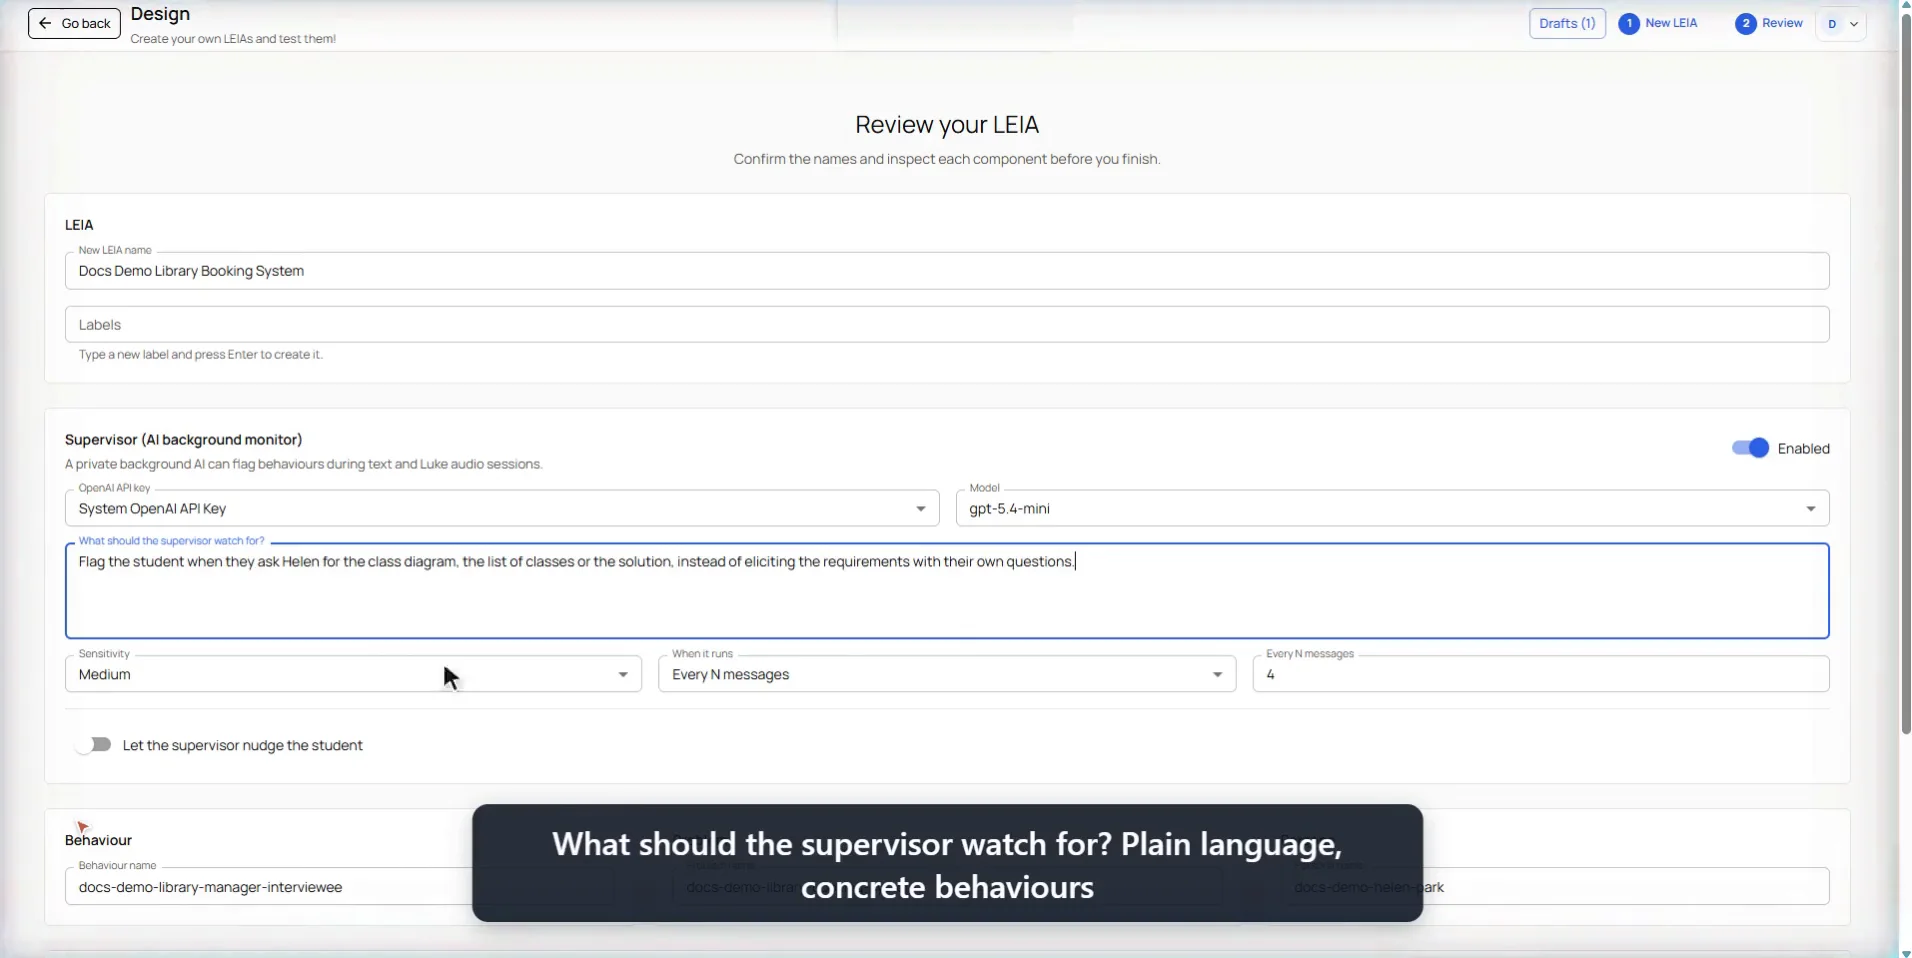 Go back
Design
Create your own LEIAs and test them!
Drafts (1)
1 New LEIA
2 Review
D
Review your LEIA
Confirm the names and inspect each component before you finish.
LEIA
New LEIA name
Docs Demo Library Booking System
Labels
Type a new label and press Enter to create it.
Supervisor (AI background monitor)
Enabled
A private background AI can flag behaviours during text and Luke audio sessions.
OpenAI API key
System OpenAI API Key
Model
gpt-5.4-mini
What should the supervisor watch for?
Flag the student when they ask Helen for the class diagram, the list of classes or the solution, instead of eliciting the requirements with their own questions.
Sensitivity
Medium
When it runs
Every N messages
Every N messages
4
Let the supervisor nudge the student
Behaviour
Behaviour name
docs-demo-library-manager-interviewee
docs-demo-helen-park
What should the supervisor watch for? Plain language,
concrete behaviours